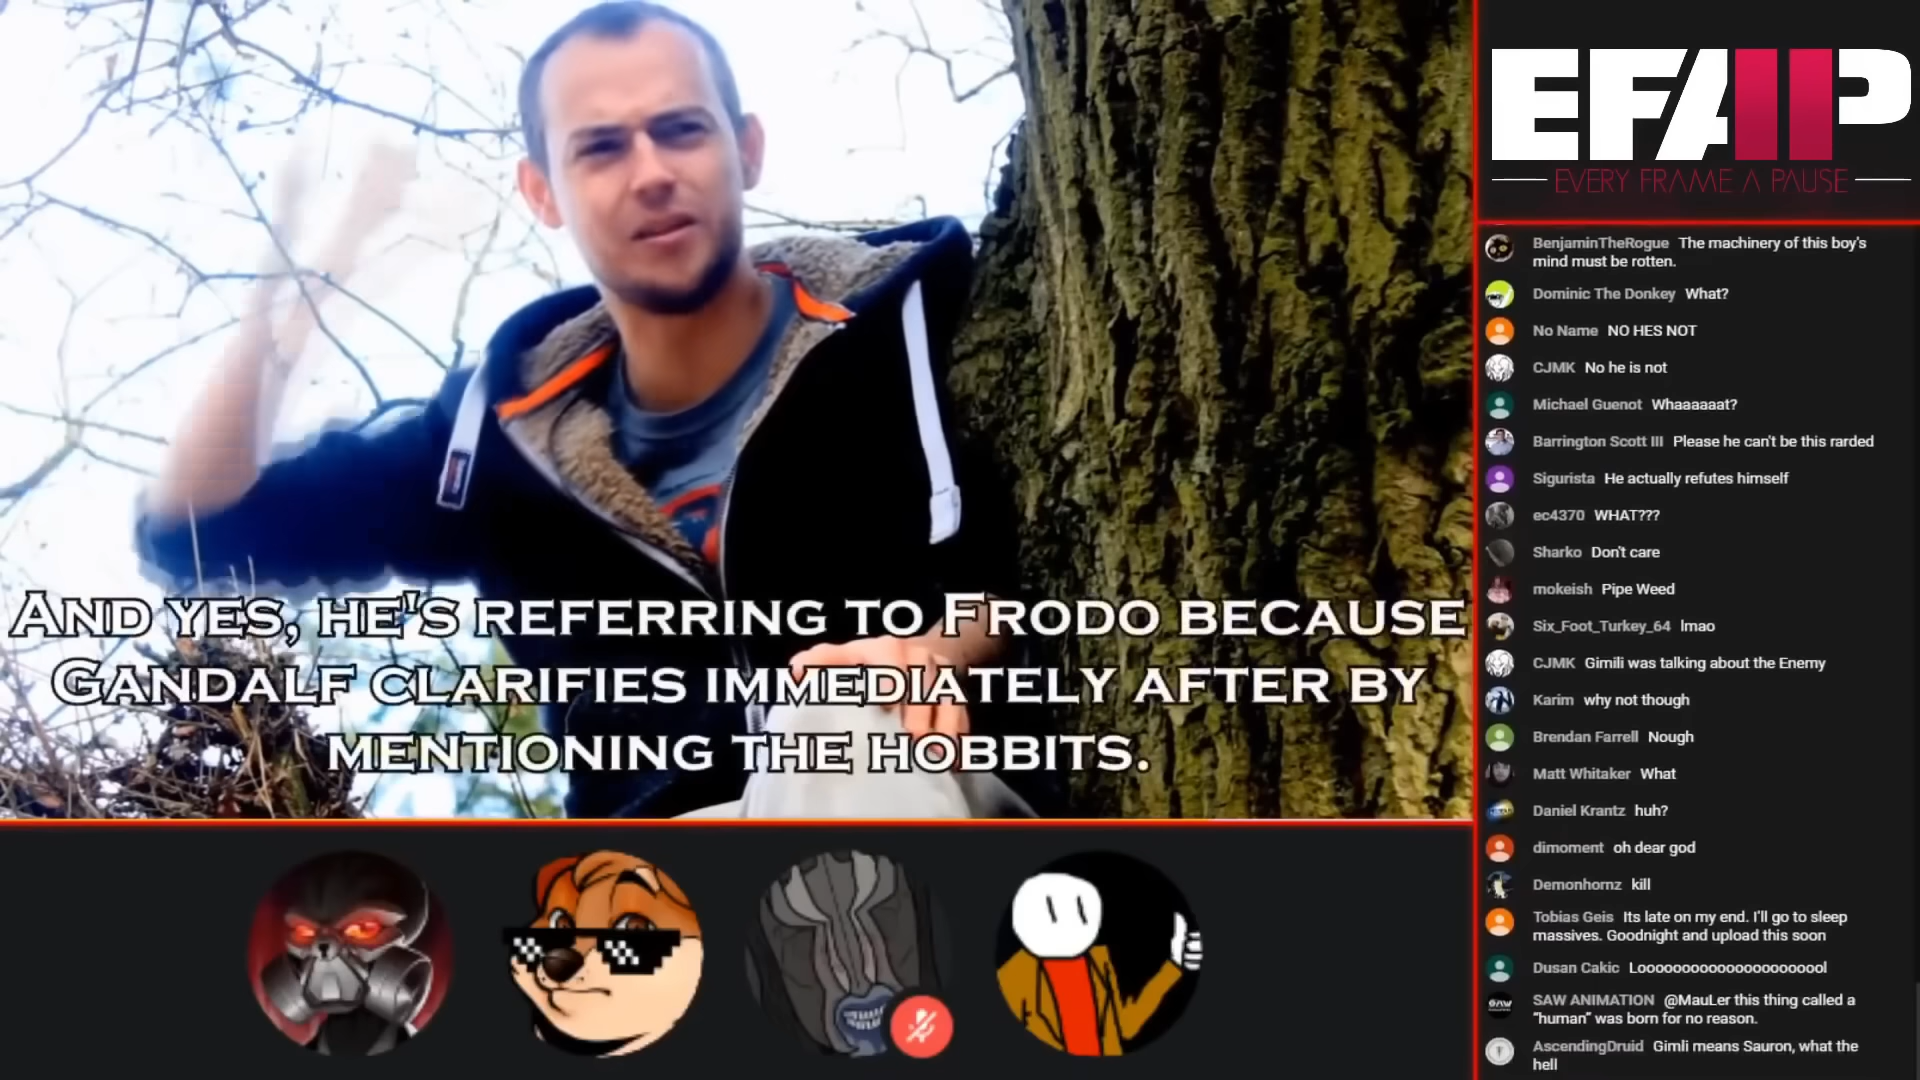 AND YES, HE'S REFERRING TO FRODO BECAUSE
GANDALF CLARIFIES IMMEDIATELY AFTER BY
MENTIONING THE HOBBITS.
EFAP
EVERY FRAME A PAUSE
BenjaminTheRogue The machinery of this boy's
mind must be rotten.
Dominic The Donkey What?
No Name NO HES NOT
CJMK No he is not
Michael Guenot Whaaaaaat?
Barrington Scott III Please he can't be this rarded
Sigurista He actually refutes himself
ec4370 WHAT???
Sharko Don't care
mokeish Pipe Weed
Six_Foot_Turkey_64 lmao
CJMK Gimili was talking about the Enemy
Karim why not though
Brendan Farrell Nough
Matt Whitaker What
Daniel Krantz huh?
dimoment oh dear god
Demonhornz kill
Tobias Geis Its late on my end. I'll go to sleep
massives. Goodnight and upload this soon
Dusan Cakic Looooooooooooooooooool
SAW ANIMATION @MauLer this thing called a
"human" was born for no reason.
AscendingDruid Gimli means Sauron, what the
hell